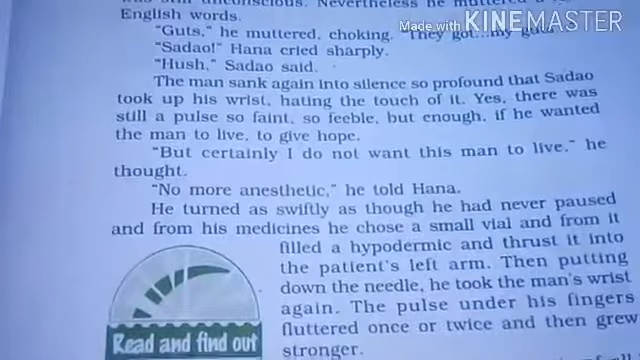 was still unconscious. Nevertheless he muttered a
English words.
"Guts," he muttered, choking. "They got...my guts
Made with KINEMASTER
"Sadao!" Hana cried sharply.
"Hush," Sadao said.
The man sank again into silence so profound that Sadao
took up his wrist, hating the touch of it. Yes, there was
still a pulse so faint, so feeble, but enough, if he wanted
the man to live, to give hope.
"But certainly I do not want this man to live," he
thought.
"No more anesthetic," he told Hana.
He turned as swiftly as though he had never paused
and from his medicines he chose a small vial and from it
filled a hypodermic and thrust it into
the patient's left arm. Then putting
down the needle, he took the man's wrist
again. The pulse under his fingers
fluttered once or twice and then grew
stronger.
Read and find out